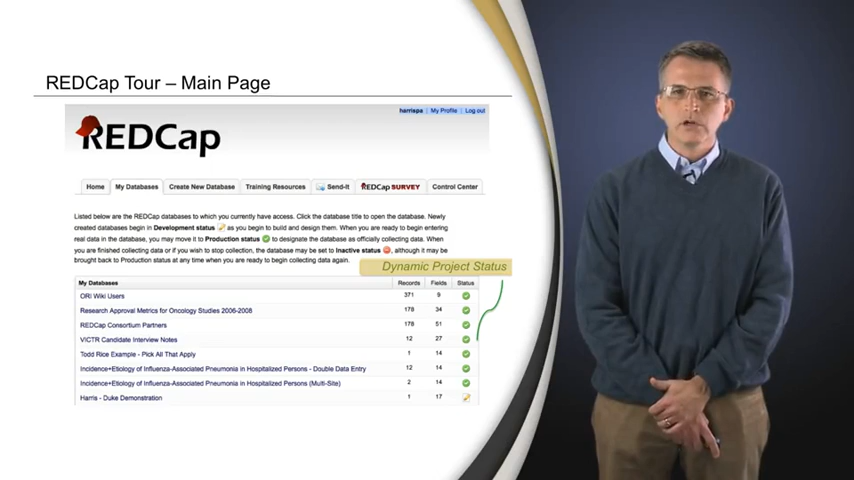 REDCap Tour – Main Page
harrispa | My Profile | Log out
REDCap
Home My Databases Create New Database Training Resources Send-It REDCap SURVEY Control Center
Listed below are the REDCap databases to which you currently have access. Click the database title to open the database. Newly
created databases begin in Development status as you begin to build and design them. When you are ready to begin entering
real data in the database, you may move it to Production status to designate the database as officially collecting data. When
you are finished collecting data or if you wish to stop collection, the database may be set to Inactive status, although it may be
brought back to Production status at any time when you are ready to begin collecting data again.
Dynamic Project Status
My Databases Records Fields Status
ORI Wiki Users 371 9
Research Approval Metrics for Oncology Studies 2006-2008 178 34
REDCap Consortium Partners 178 51
VICTR Candidate Interview Notes 12 27
Todd Rice Example - Pick All That Apply 1 14
Incidence+Etiology of Influenza-Associated Pneumonia in Hospitalized Persons - Double Data Entry 12 14
Incidence+Etiology of Influenza-Associated Pneumonia in Hospitalized Persons (Multi-Site) 2 14
Harris - Duke Demonstration 1 17